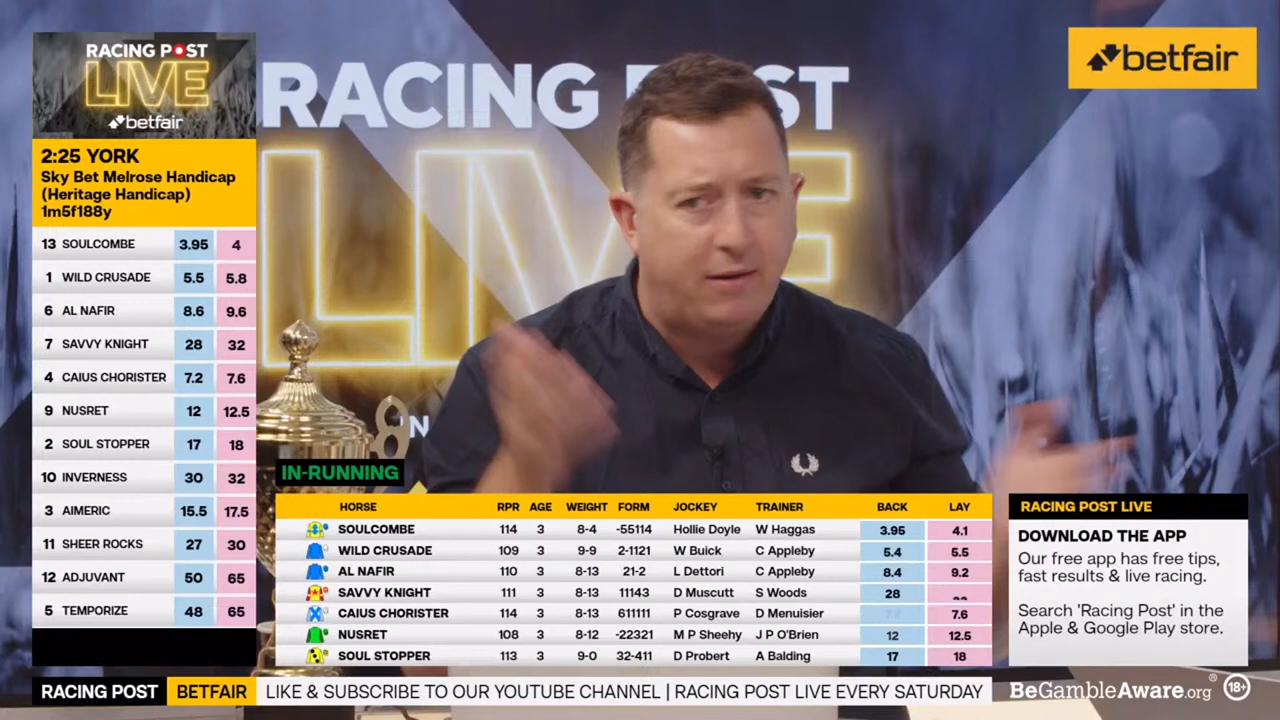 RACING POST
LIVE
betfair
2:25 YORK
Sky Bet Melrose Handicap
(Heritage Handicap)
1m5f188y
13 SOULCOMBE 3.95 4
1 WILD CRUSADE 5.5 5.8
6 AL NAFIR 8.6 9.6
7 SAVVY KNIGHT 28 32
4 CAIUS CHORISTER 7.2 7.6
9 NUSRET 12 12.5
2 SOUL STOPPER 17 18
10 INVERNESS 30 32
3 AIMERIC 15.5 17.5
11 SHEER ROCKS 27 30
12 ADJUVANT 50 65
5 TEMPORIZE 48 65
RACING P ST
LIVE
IN
betfair
IN-RUNNING
HORSE RPR AGE WEIGHT FORM JOCKEY TRAINER BACK LAY
SOULCOMBE 114 3 8-4 -55114 Hollie Doyle W Haggas 3.95 4.1
WILD CRUSADE 109 3 9-9 2-1121 W Buick C Appleby 5.4 5.5
AL NAFIR 110 3 8-13 21-2 L Dettori C Appleby 8.4 9.2
SAVVY KNIGHT 111 3 8-13 11143 D Muscutt S Woods 28
CAIUS CHORISTER 114 3 8-13 611111 P Cosgrave D Menuisier 7.6
NUSRET 108 3 8-12 -22321 M P Sheehy J P O'Brien 12 12.5
SOUL STOPPER 113 3 9-0 32-411 D Probert A Balding 17 18
RACING POST LIVE
DOWNLOAD THE APP
Our free app has free tips,
fast results & live racing.
Search 'Racing Post' in the
Apple & Google Play store.
RACING POST BETFAIR LIKE & SUBSCRIBE TO OUR YOUTUBE CHANNEL | RACING POST LIVE EVERY SATURDAY BeGambleAware.org® 18+